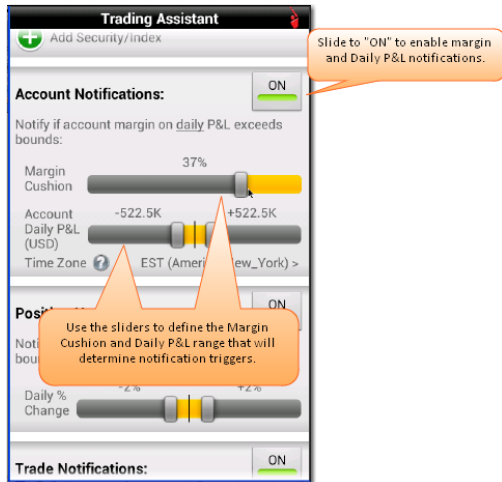 Trading Assistant
Add Security/Index
Slide to "ON" to enable margin
and Daily P&L notifications.
Account Notifications:
ON
Notify if account margin on daily P&L exceeds
bounds:
37%
Margin
Cushion
Account
Daily P&L
(USD)
-522.5K
+522.5K
Time Zone
EST (Ameri
ew_York) >
Use the sliders to define the Margin
Cushion and Daily P&L range that will
determine notification triggers.
ON
-2%
+2%
Daily %
Change
Trade Notifications:
ON